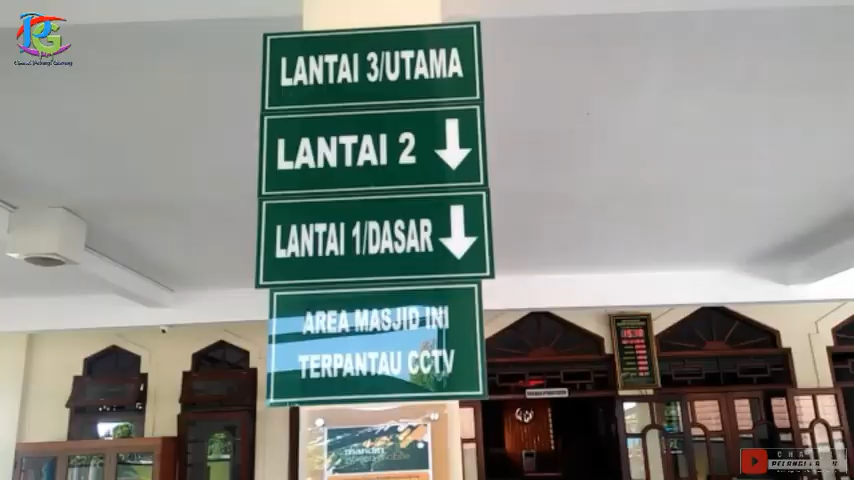 LANTAI 3/UTAMA
LANTAI 2
LANTAI 1/DASAR
AREA MASJID INI
TERPANTAU CCTV